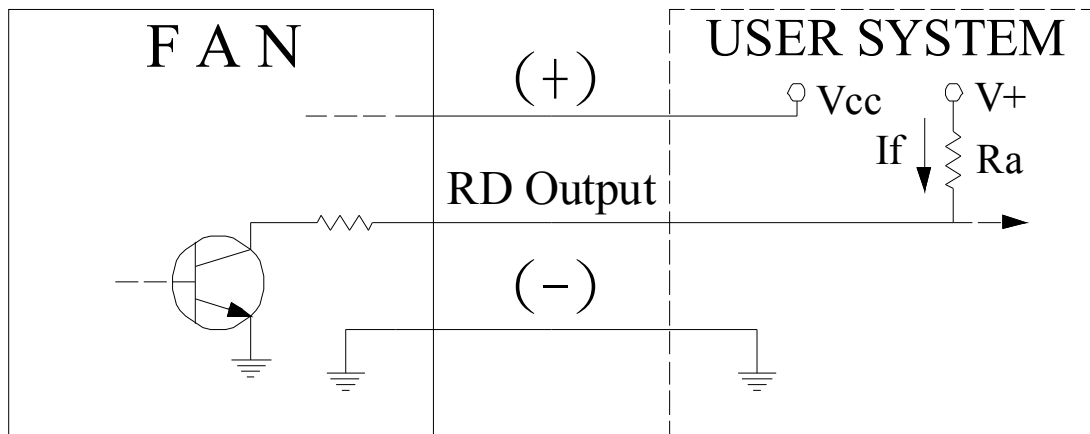 F A N
USER SYSTEM
(+)
Vcc
V+
If
Ra
RD Output
(-)